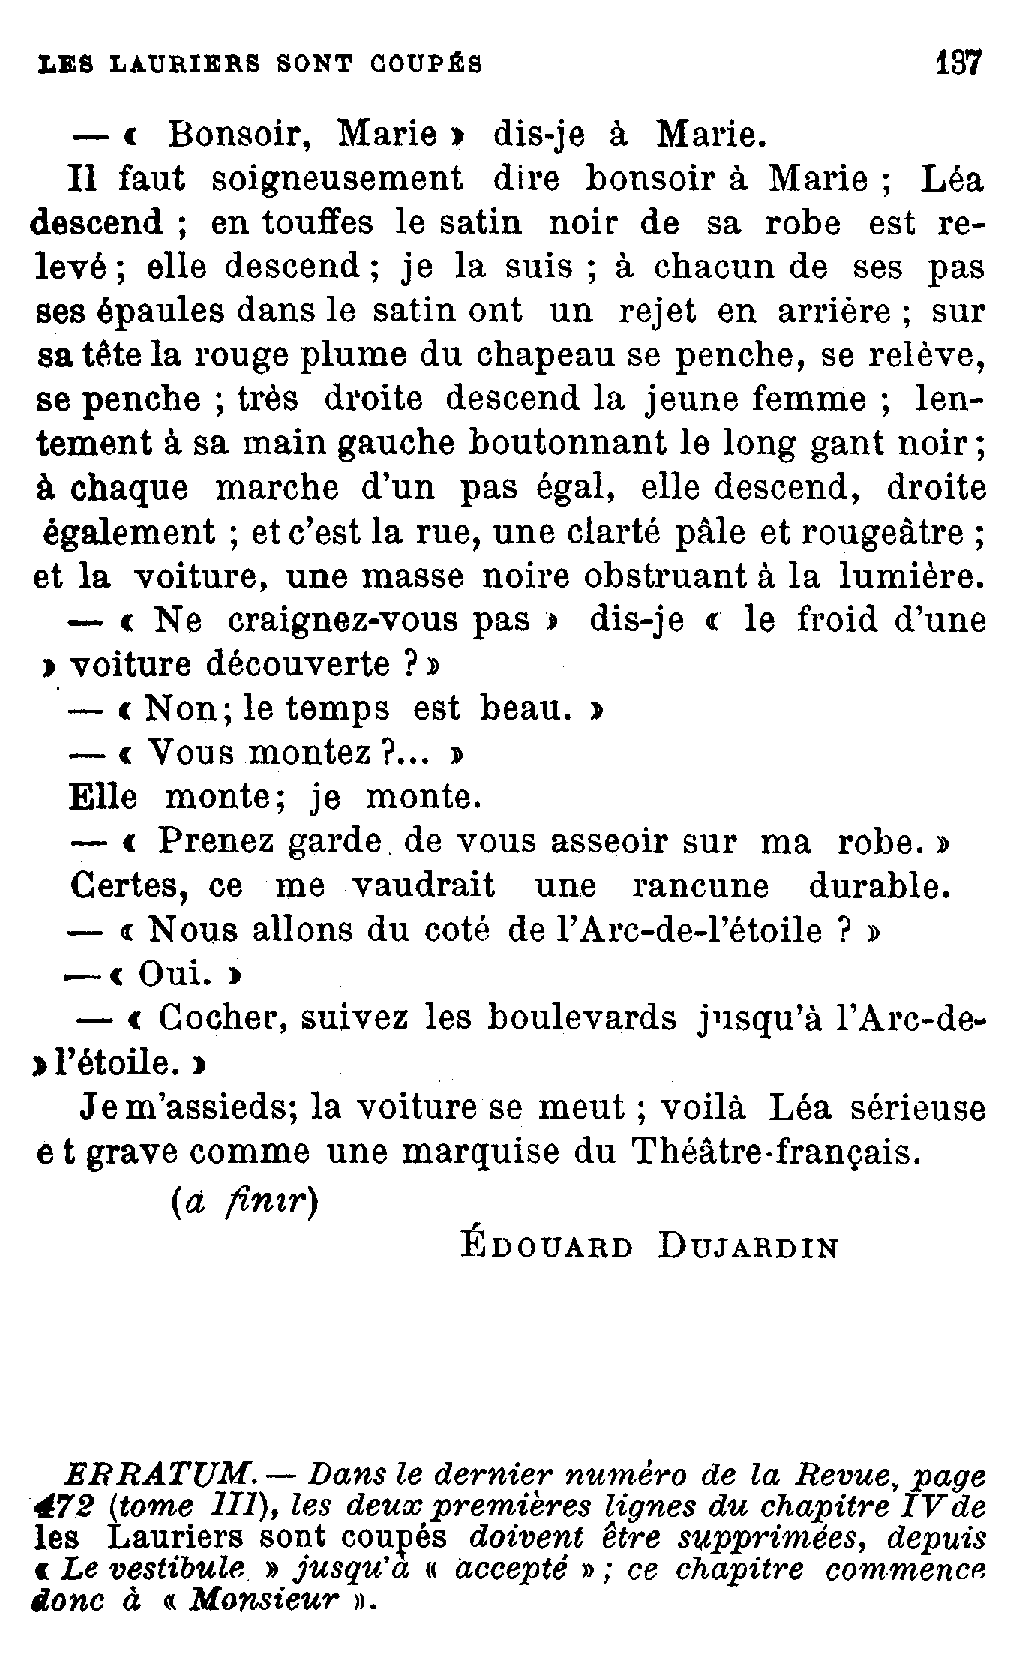 LES LAURIERS SONT COUPÉS 137
— « Bonsoir, Marie » dis-je à Marie.
Il faut soigneusement dire bonsoir à Marie ; Léa
descend ; en touffes le satin noir de sa robe est re-
levé ; elle descend ; je la suis ; à chacun de ses pas
ses épaules dans le satin ont un rejet en arrière ; sur
sa tête la rouge plume du chapeau se penche, se relève,
se penche ; très droite descend la jeune femme ; len-
tement à sa main gauche boutonnant le long gant noir ;
à chaque marche d'un pas égal, elle descend, droite
également ; et c'est la rue, une clarté pâle et rougeâtre ;
et la voiture, une masse noire obstruant à la lumière.
— « Ne craignez-vous pas » dis-je « le froid d'une
» voiture découverte ? »
— « Non; le temps est beau. »
— « Vous montez ?... »
Elle monte; je monte.
— « Prenez garde de vous asseoir sur ma robe. »
Certes, ce me vaudrait une rancune durable.
— « Nous allons du coté de l'Arc-de-l'étoile ? »
— « Oui. »
— « Cocher, suivez les boulevards jusqu'à l'Arc-de-
» l'étoile. »
Je m'assieds; la voiture se meut ; voilà Léa sérieuse
et grave comme une marquise du Théâtre-français.
(à finir)
ÉDOUARD DUJARDIN
ERRATUM. — Dans le dernier numéro de la Revue, page
472 (tome III), les deux premières lignes du chapitre IV de
les Lauriers sont coupés doivent être supprimées, depuis
« Le vestibule » jusqu'à « accepté » ; ce chapitre commence
donc à « Monsieur ».